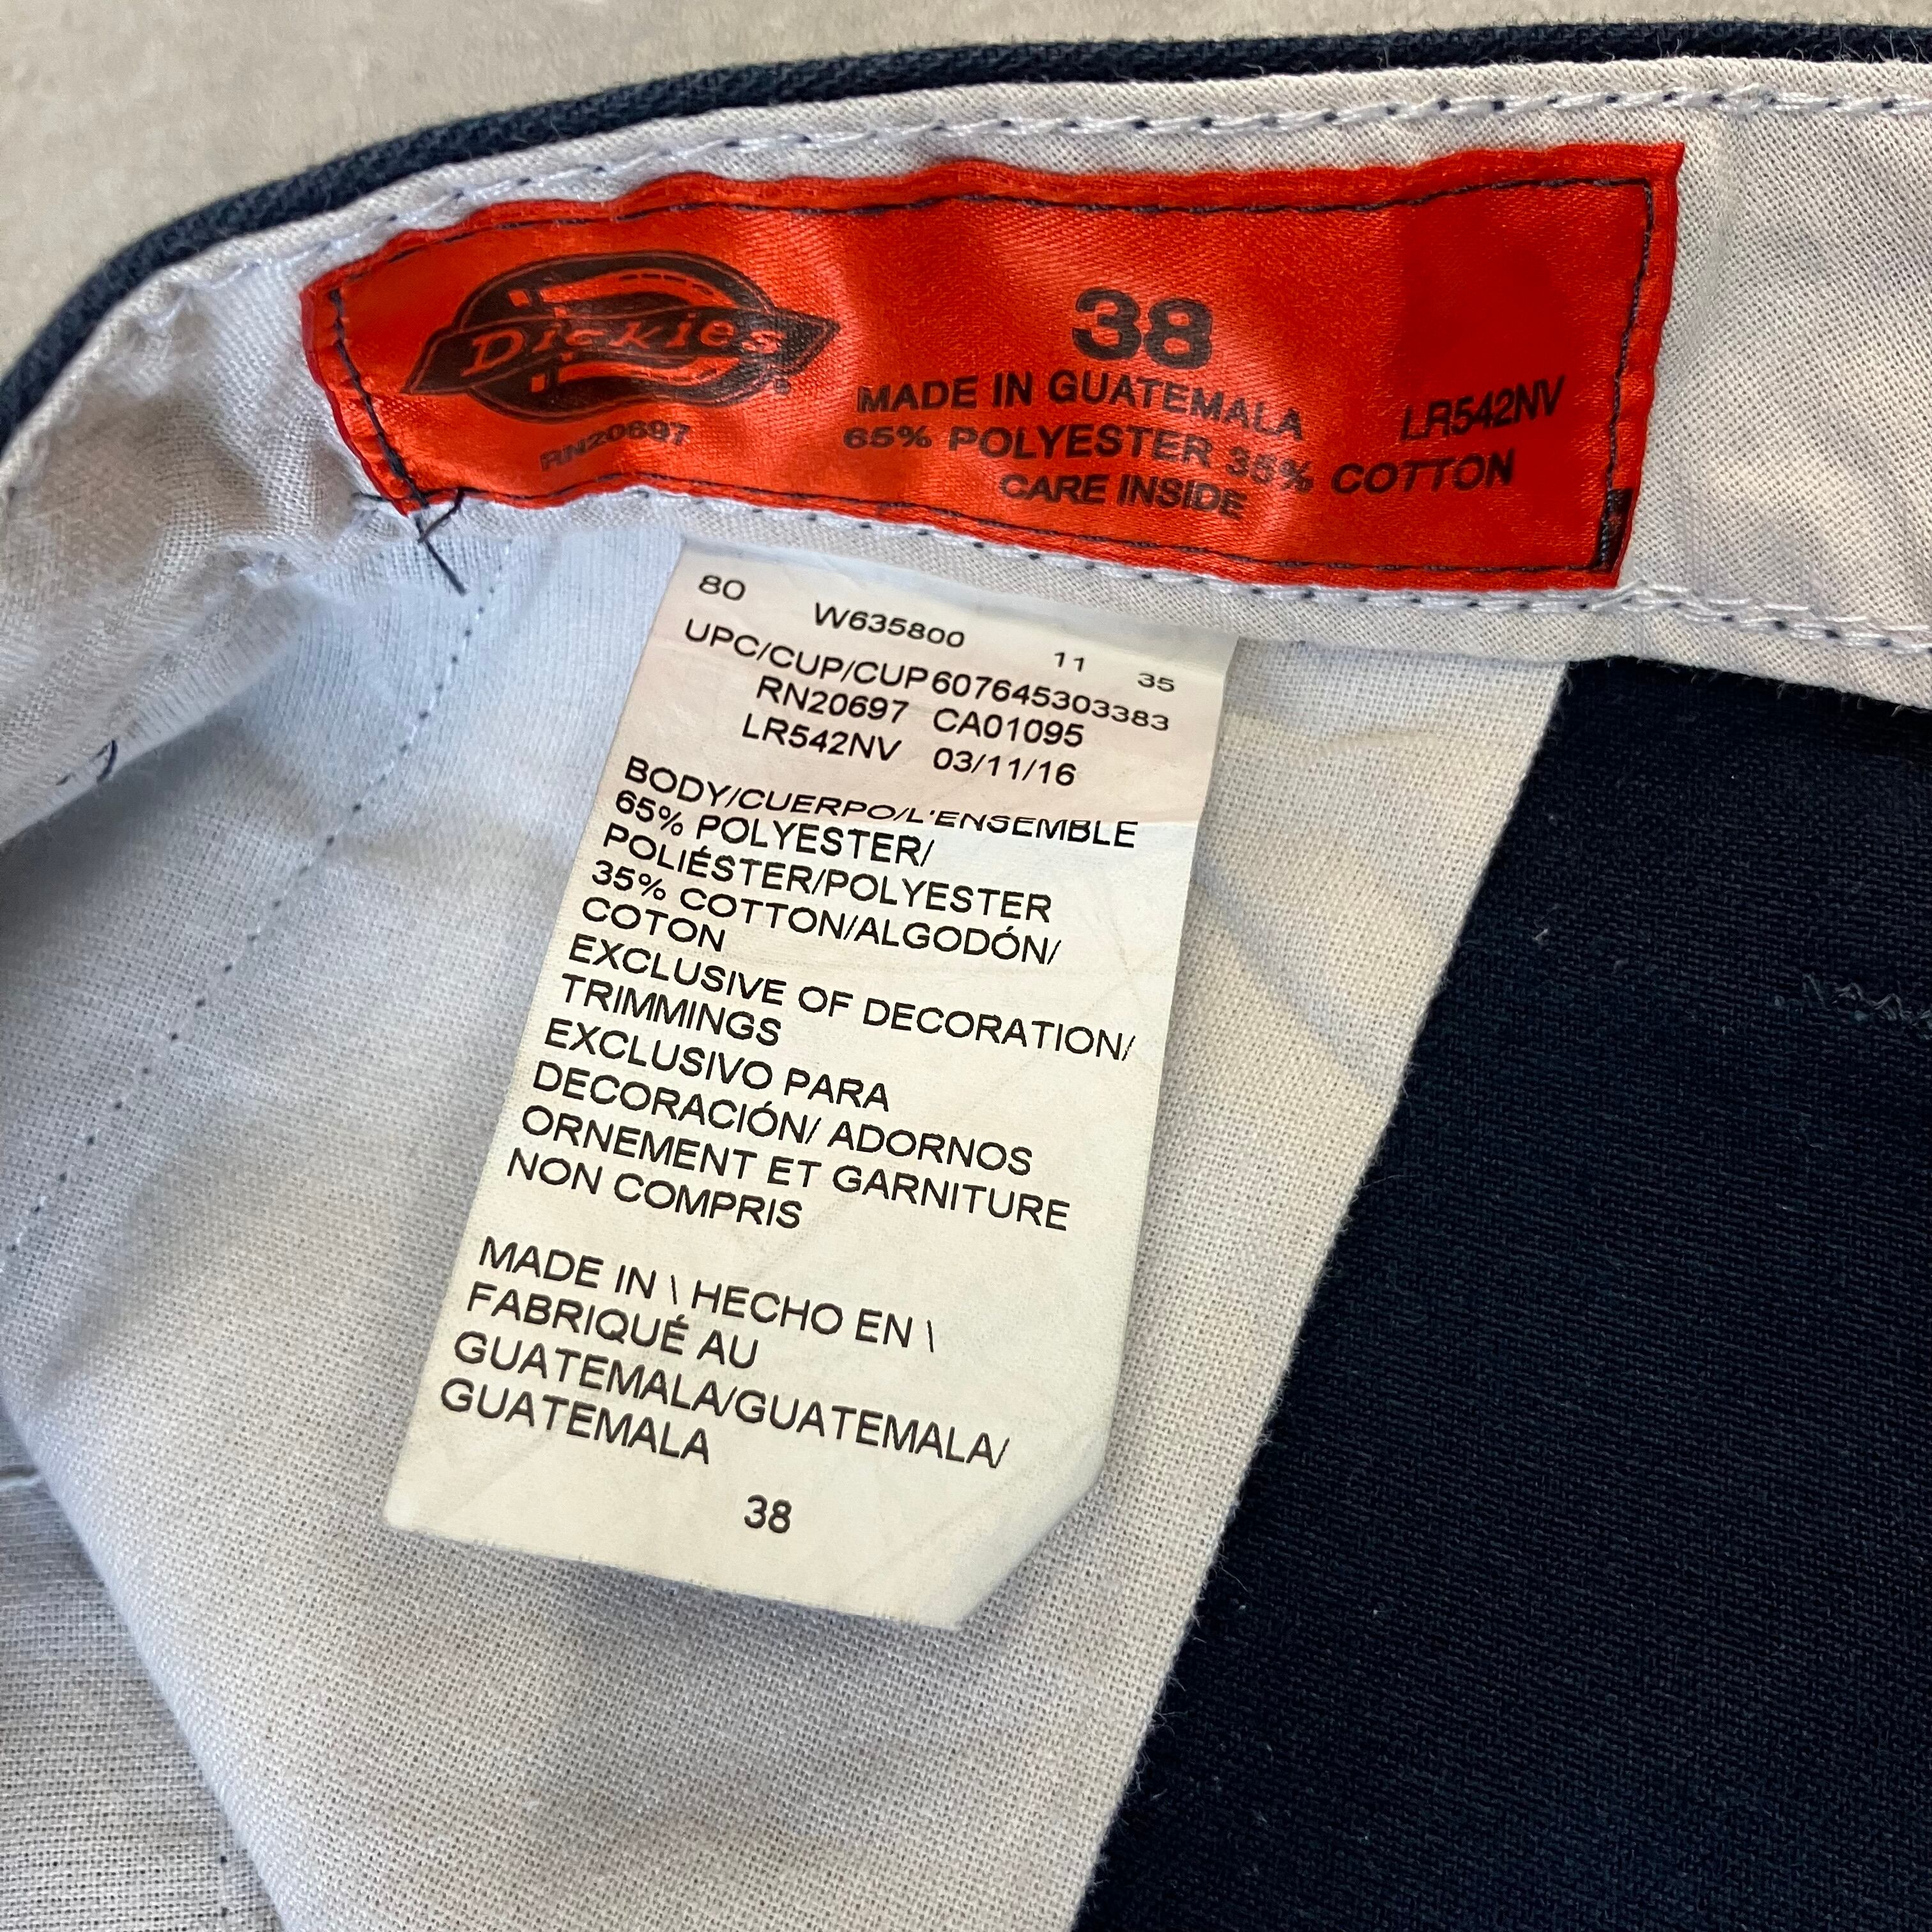 Dickies
RN20697
38
MADE IN GUATEMALA
65% POLYESTER 35% COTTON
CARE INSIDE
LR542NV
80 W635800 11 35
UPC/CUP/CUP607645303383
RN20697 CA01095
LR542NV 03/11/16
BODY/CUERPO/L'ENSEMBLE
65% POLYESTER/
POLIÉSTER/POLYESTER
35% COTTON/ALGODÓN/
COTON
EXCLUSIVE OF DECORATION/
TRIMMINGS
EXCLUSIVO PARA
DECORACIÓN/ ADORNOS
ORNEMENT ET GARNITURE
NON COMPRIS
MADE IN \ HECHO EN \
FABRIQUÉ AU
GUATEMALA/GUATEMALA/
GUATEMALA
38